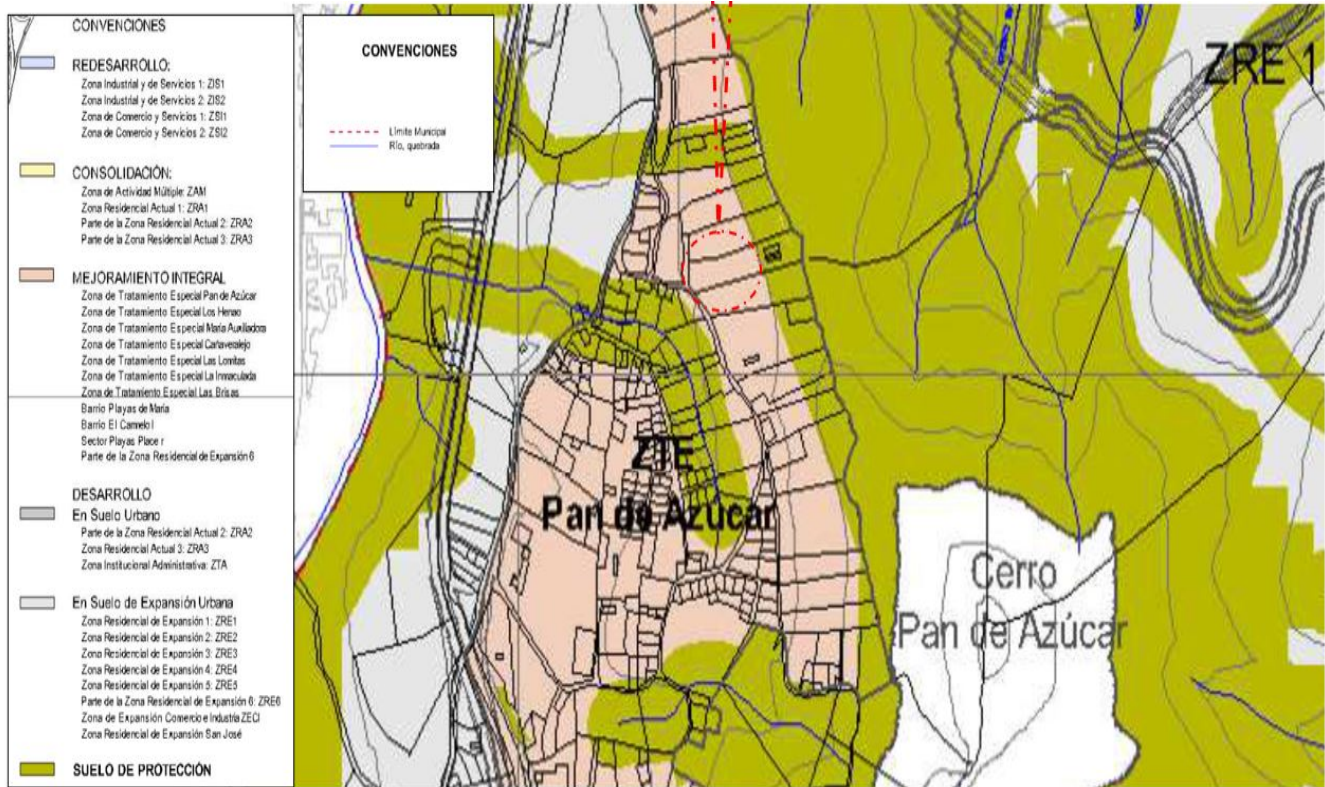 CONVENCIONES
REDESARROLLO:
Zona Industrial y de Servicios 1: ZIS1
Zona Industrial y de Servicios 2: ZIS2
Zona de Comercio y Servicios 1: ZSI1
Zona de Comercio y Servicios 2: ZSI2
CONSOLIDACIÓN:
Zona de Actividad Múltiple: ZAM
Zona Residencial Actual 1: ZRA1
Parte de la Zona Residencial Actual 2: ZRA2
Parte de la Zona Residencial Actual 3: ZRA3
MEJORAMIENTO INTEGRAL
Zona de Tratamiento Especial Pan de Azúcar
Zona de Tratamiento Especial Los Henao
Zona de Tratamiento Especial María Auxiliadora
Zona de Tratamiento Especial Cañaveralejo
Zona de Tratamiento Especial Las Lomitas
Zona de Tratamiento Especial La Inmaculada
Zona de Tratamiento Especial Las Brisas
Barrio Playas de María
Barrio El Carmelo I
Sector Playas Placer
Parte de la Zona Residencial de Expansión 6
DESARROLLO
En Suelo Urbano
Parte de la Zona Residencial Actual 2: ZRA2
Zona Residencial Actual 3: ZRA3
Zona Institucional Administrativa: ZTA
En Suelo de Expansión Urbana
Zona Residencial de Expansión 1: ZRE1
Zona Residencial de Expansión 2: ZRE2
Zona Residencial de Expansión 3: ZRE3
Zona Residencial de Expansión 4: ZRE4
Zona Residencial de Expansión 5: ZRE5
Parte de la Zona Residencial de Expansión 6: ZRE6
Zona de Expansión Comercio e Industria ZECI
Zona Residencial de Expansión San José
SUELO DE PROTECCIÓN
CONVENCIONES
Límite Municipal
Río, quebrada
ZRE 1
ZTE
Pan de Azúcar
Cerro
Pan de Azúcar